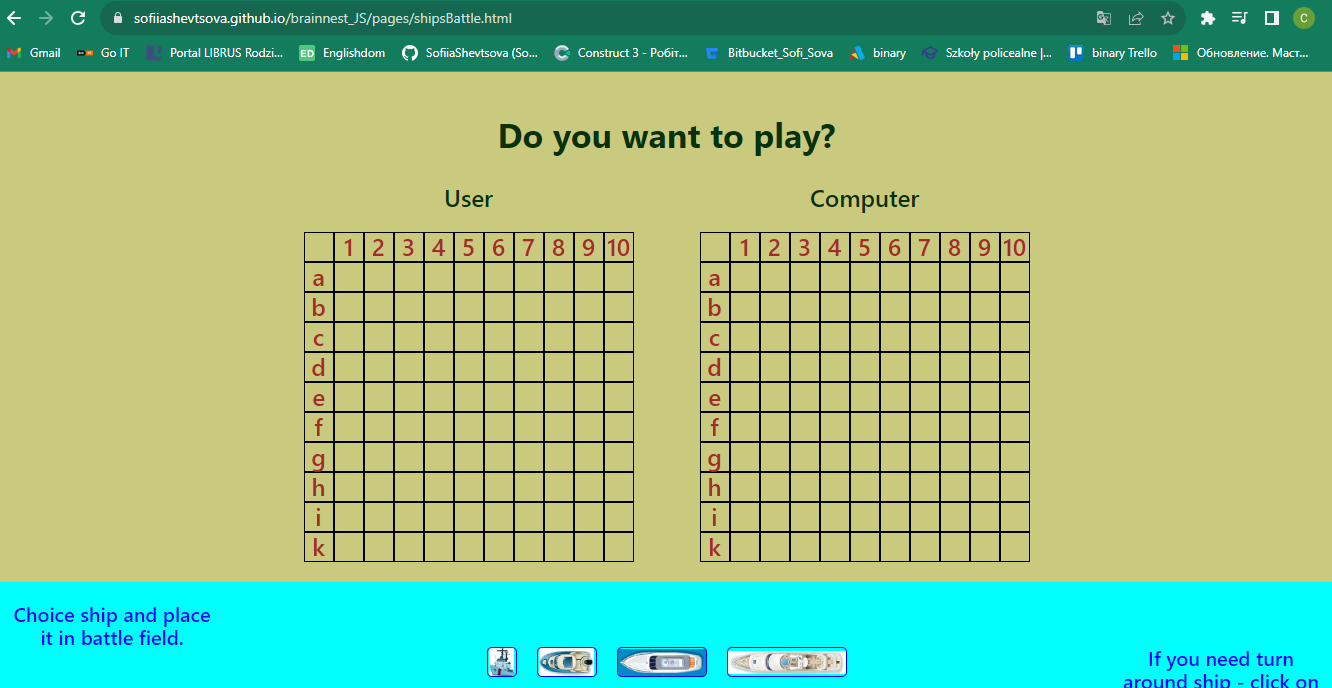 sofiiashevtsova.github.io/brainnest_JS/pages/shipsBattle.html
C
Gmail Go IT Portal LIBRUS Rodzi... ED Englishdom SofiiaShevtsova (So... Construct 3 - Робіт... Bitbucket_Sofi_Sova binary Szkoły policealne |... binary Trello Обновление. Маст...
Do you want to play?
User
1 2 3 4 5 6 7 8 9 10
a
b
c
d
e
f
g
h
i
k
Computer
1 2 3 4 5 6 7 8 9 10
a
b
c
d
e
f
g
h
i
k
Choice ship and place
it in battle field.
If you need turn
around ship - click on